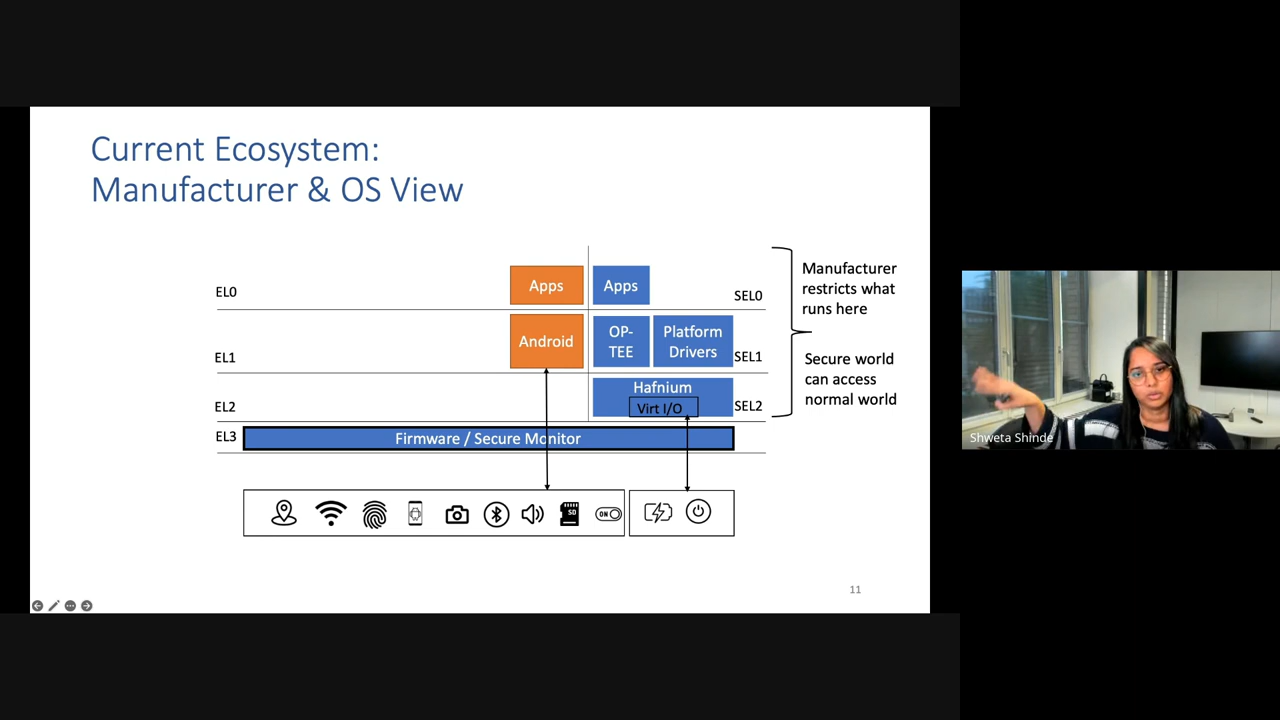 Current Ecosystem:
Manufacturer & OS View
EL0
Apps
Apps
SEL0
EL1
Android
OP-
TEE
Platform
Drivers
SEL1
EL2
Hafnium
Virt I/O
SEL2
EL3
Firmware / Secure Monitor
Manufacturer
restricts what
runs here
Secure world
can access
normal world
SD
ON
11
Shweta Shinde